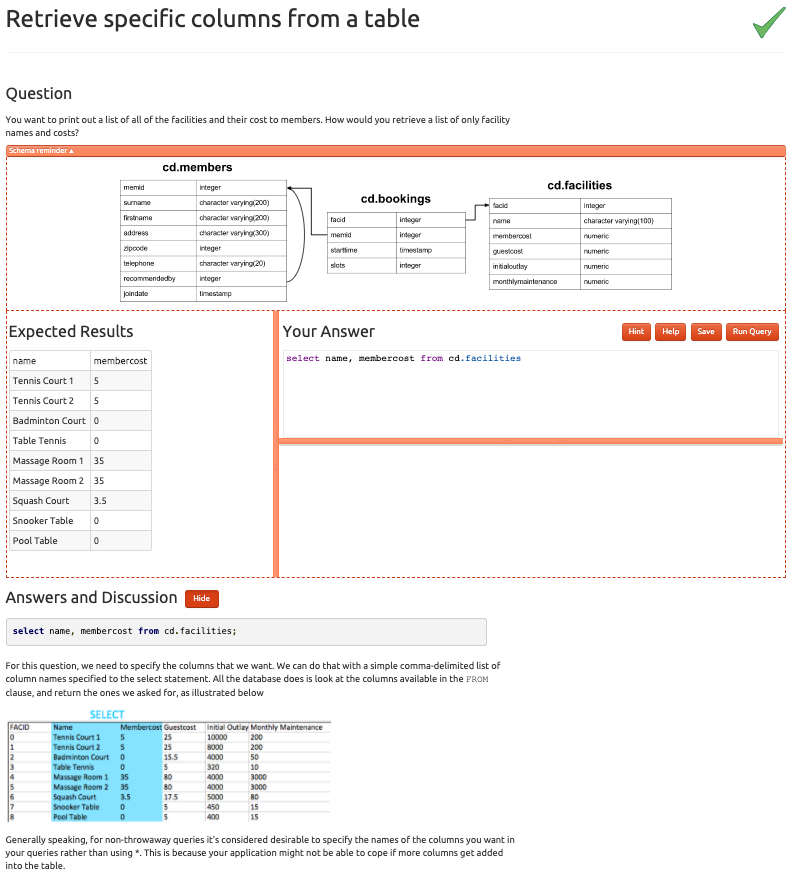 Retrieve specific columns from a table
Question
You want to print out a list of all of the facilities and their cost to members. How would you retrieve a list of only facility
names and costs?
Schema reminder ▲
cd.members
memid integer
surname character varying(200)
firstname character varying(200)
address character varying(300)
zipcode integer
telephone character varying(20)
recommendedby integer
joindate timestamp
cd.bookings
facid integer
memid integer
starttime timestamp
slots integer
cd.facilities
facid integer
name character varying(100)
membercost numeric
guestcost numeric
initialoutlay numeric
monthlymaintenance numeric
Expected Results
name membercost
Tennis Court 1 5
Tennis Court 2 5
Badminton Court 0
Table Tennis 0
Massage Room 1 35
Massage Room 2 35
Squash Court 3.5
Snooker Table 0
Pool Table 0
Your Answer
Hint Help Save Run Query
select name, membercost from cd.facilities
Answers and Discussion Hide
select name, membercost from cd.facilities;
For this question, we need to specify the columns that we want. We can do that with a simple comma-delimited list of
column names specified to the select statement. All the database does is look at the columns available in the FROM
clause, and return the ones we asked for, as illustrated below
SELECT
FACID Name Membercost Guestcost Initial Outlay Monthly Maintenance
0 Tennis Court 1 5 25 10000 200
1 Tennis Court 2 5 25 8000 200
2 Badminton Court 0 15.5 4000 50
3 Table Tennis 0 5 320 10
4 Massage Room 1 35 80 4000 3000
5 Massage Room 2 35 80 4000 3000
6 Squash Court 3.5 17.5 5000 80
7 Snooker Table 0 5 450 15
8 Pool Table 0 5 400 15
Generally speaking, for non-throwaway queries it's considered desirable to specify the names of the columns you want in
your queries rather than using *. This is because your application might not be able to cope if more columns get added
into the table.